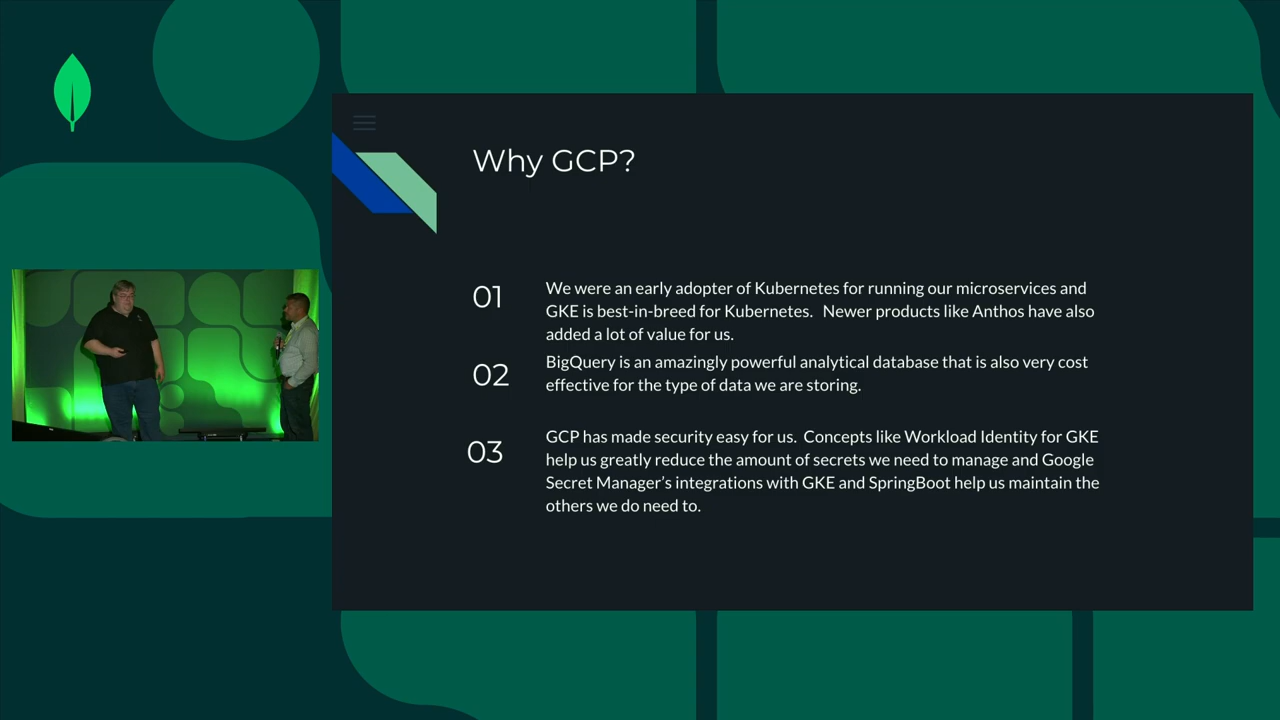 Why GCP?
01
We were an early adopter of Kubernetes for running our microservices and
GKE is best-in-breed for Kubernetes.   Newer products like Anthos have also
added a lot of value for us.
02
BigQuery is an amazingly powerful analytical database that is also very cost
effective for the type of data we are storing.
03
GCP has made security easy for us.  Concepts like Workload Identity for GKE
help us greatly reduce the amount of secrets we need to manage and Google
Secret Manager’s integrations with GKE and SpringBoot help us maintain the
others we do need to.